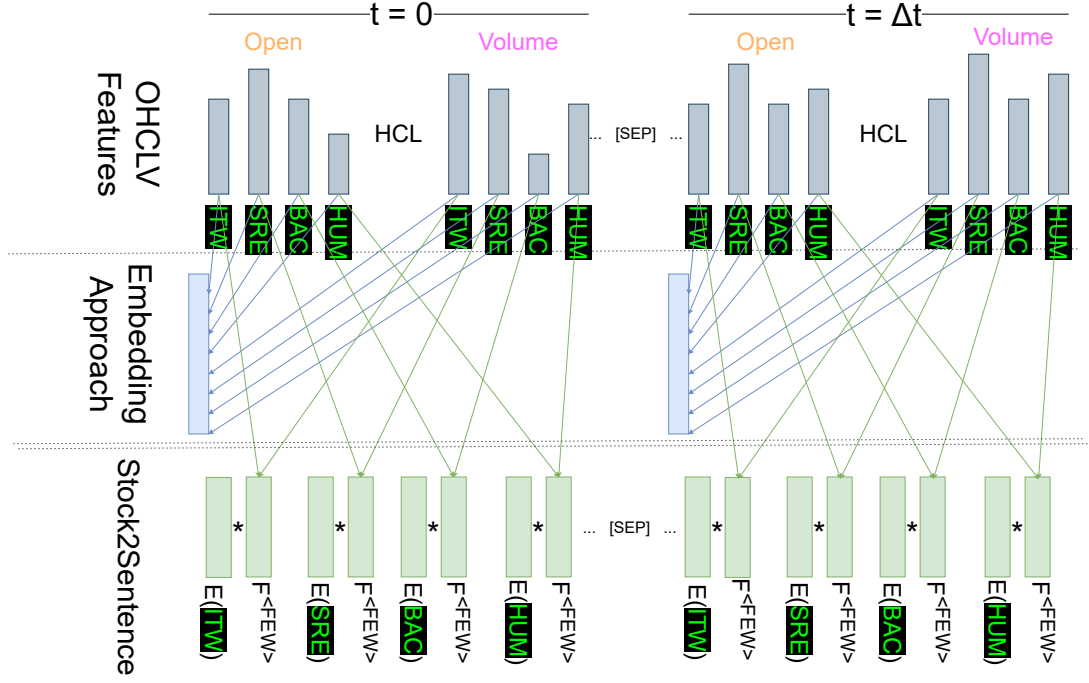 t = 0
t = Δt
Open
Volume
Open
Volume
OHCLV
Features
HCL
... [SEP] ...
HCL
ITW SRE BAC HUM ITW SRE BAC HUM ITW SRE BAC HUM ITW SRE BAC HUM
Embedding
Approach
Stock2Sentence
* * * * ... [SEP] ... * * * *
E(ITW) F<FEW> E(SRE) F<FEW> E(BAC) F<FEW> E(HUM) F<FEW> E(ITW) F<FEW> E(SRE) F<FEW> E(BAC) F<FEW> E(HUM) F<FEW>